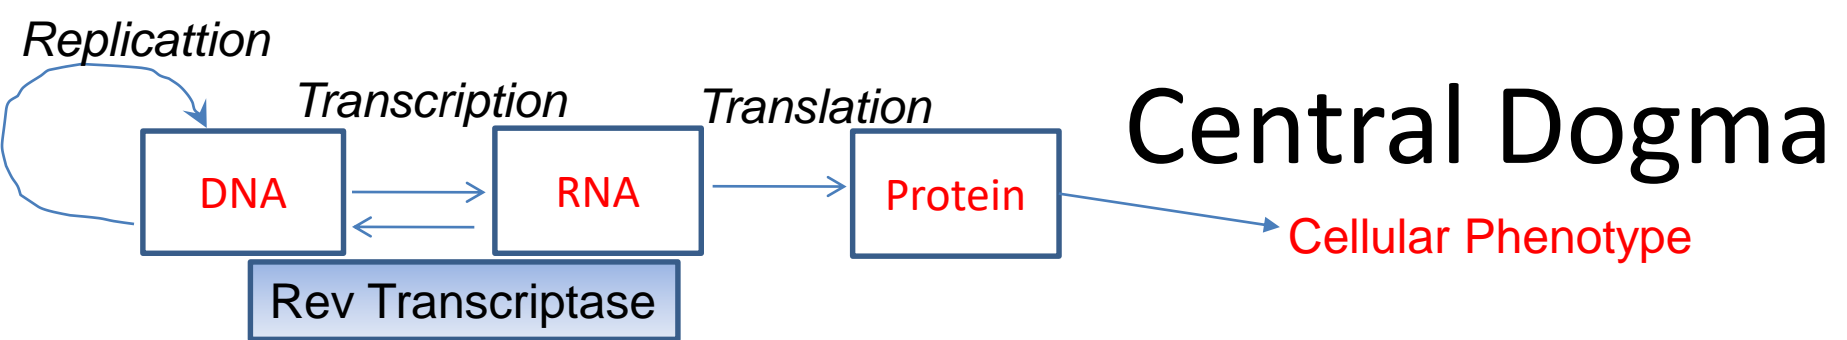 Replicattion
Transcription
Translation
Central Dogma
DNA
RNA
Protein
Cellular Phenotype
Rev Transcriptase